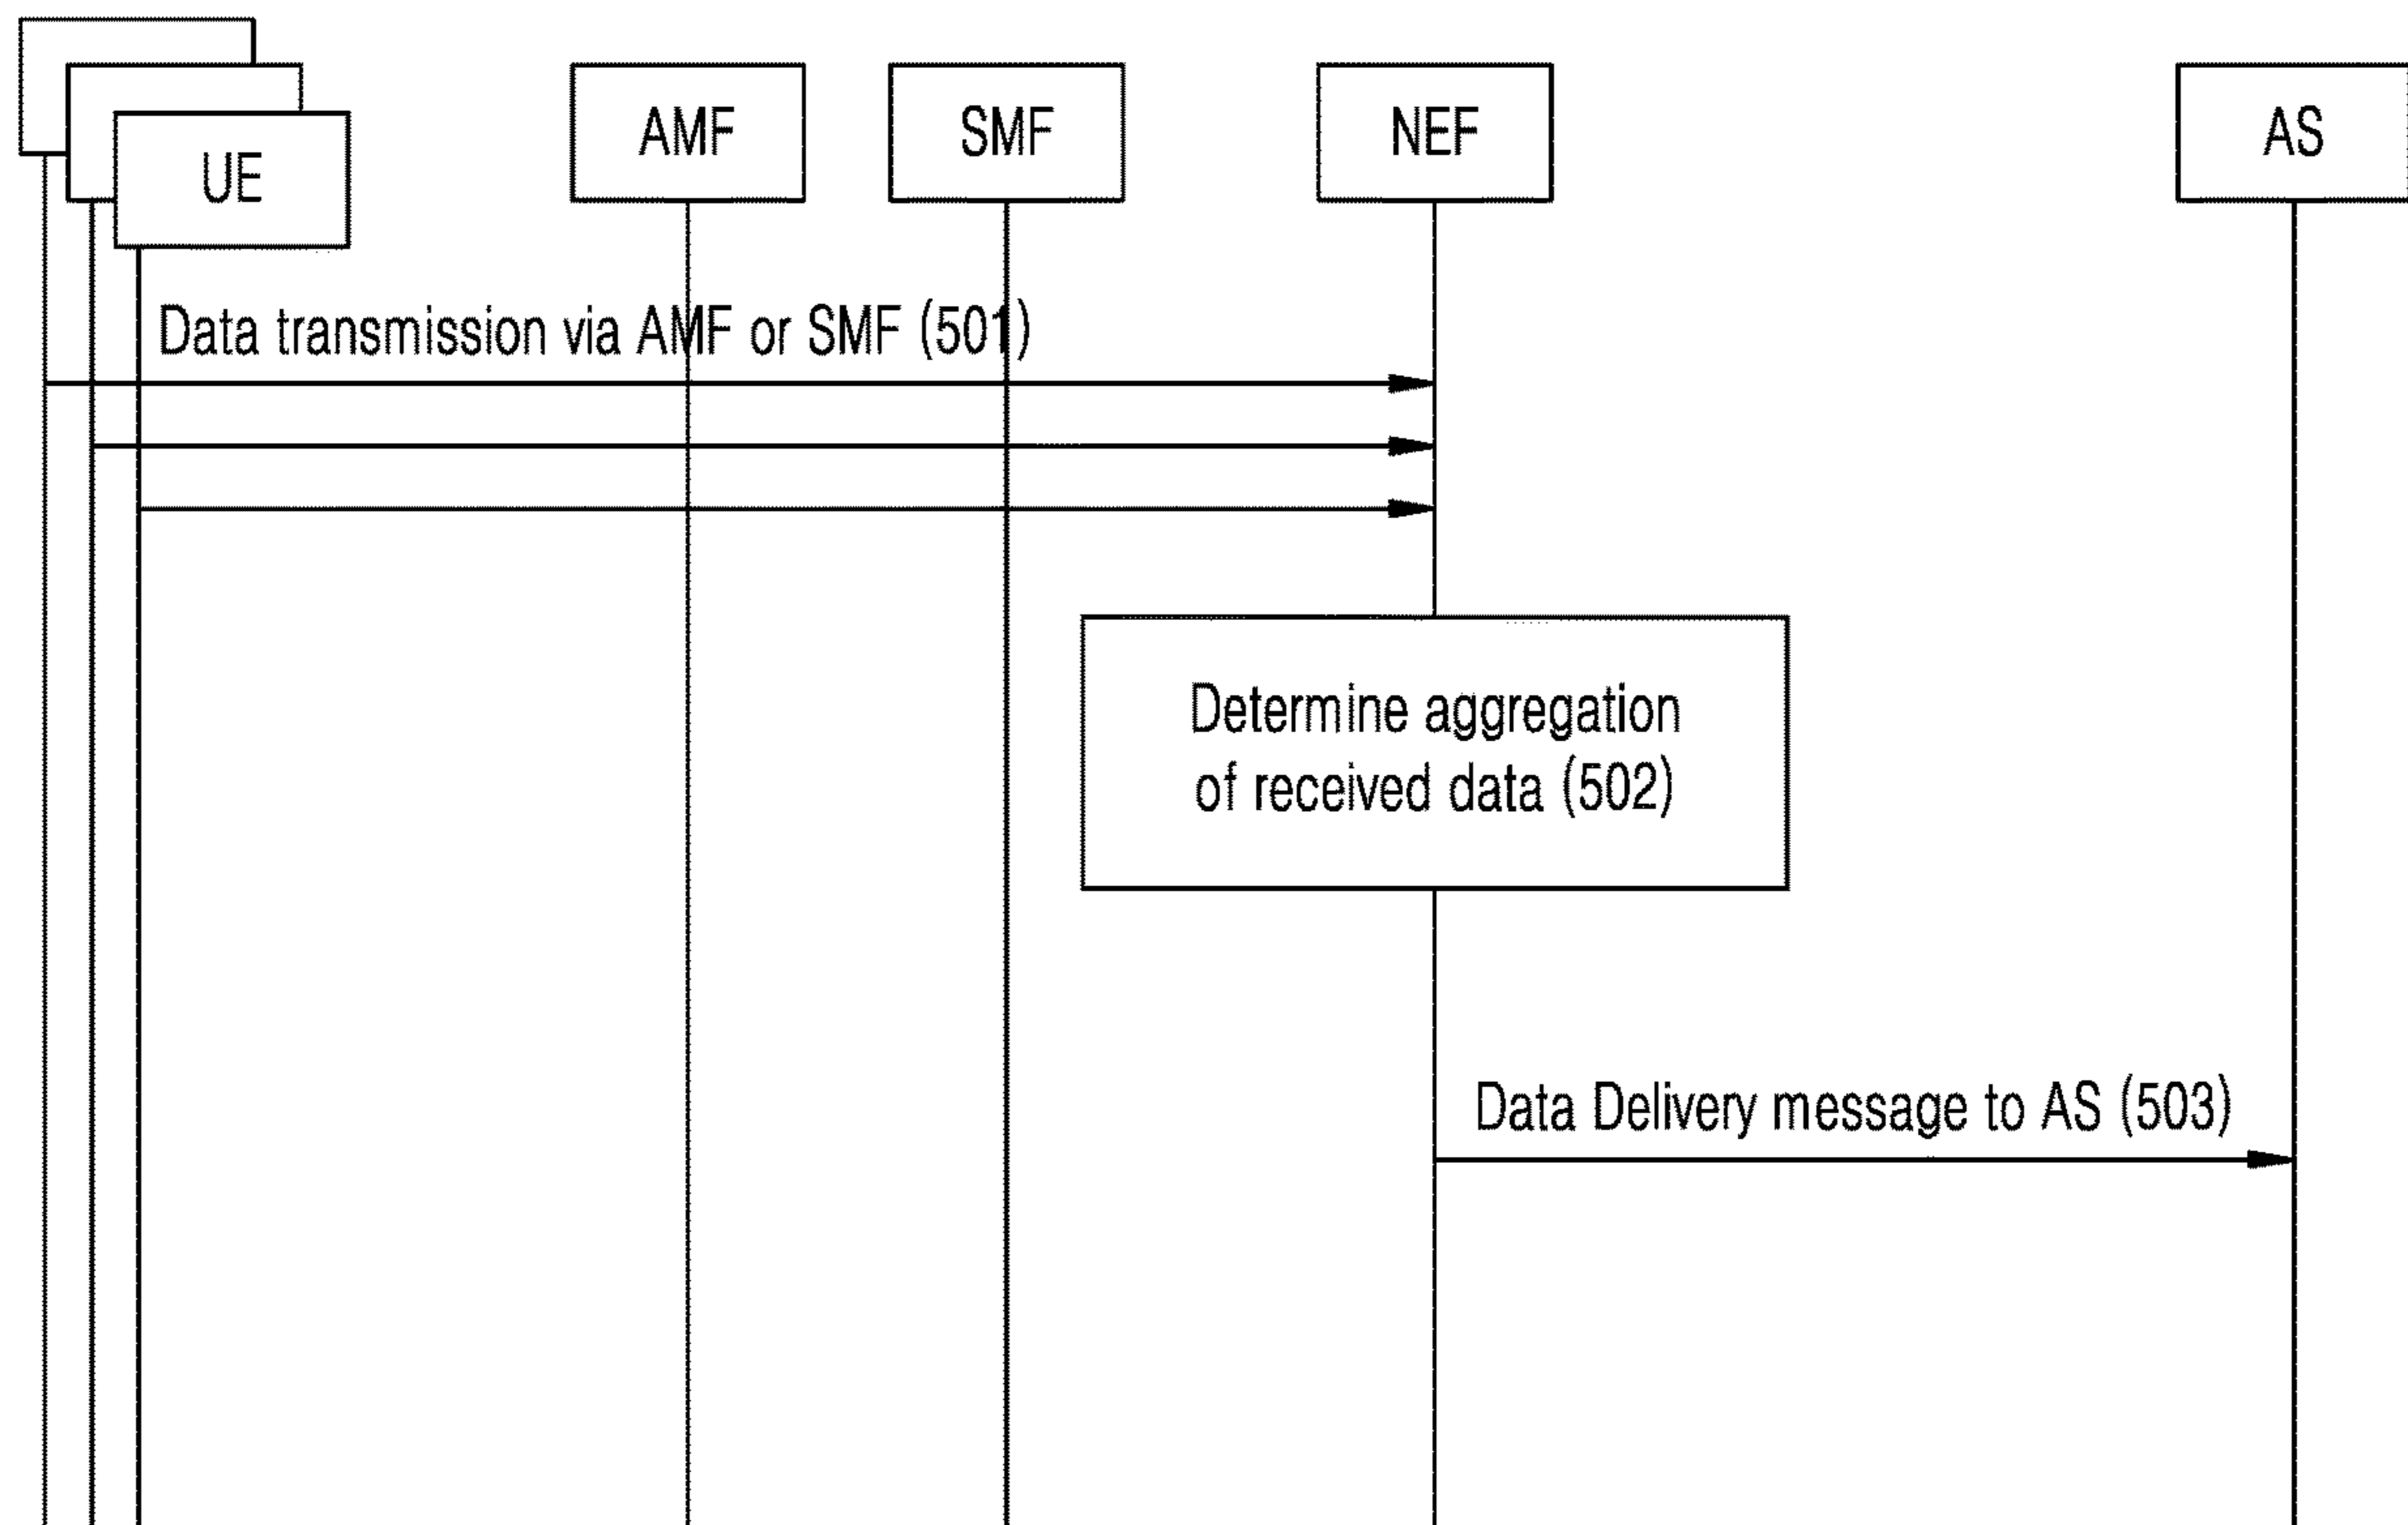 UE
AMF
SMF
NEF
AS
Data transmission via AMF or SMF (501)
Determine aggregation
of received data (502)
Data Delivery message to AS (503)